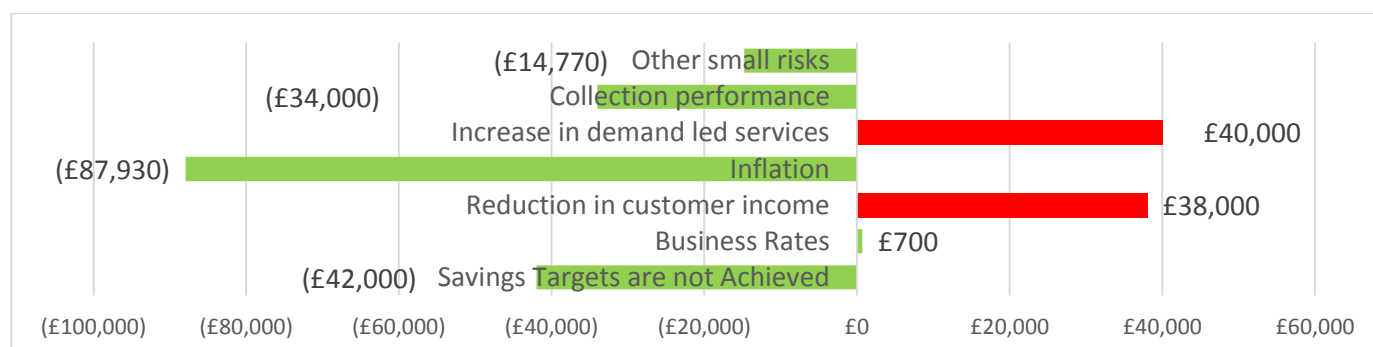 (£14,770) Other small risks
(£34,000) Collection performance
Increase in demand led services £40,000
(£87,930) Inflation
Reduction in customer income £38,000
Business Rates £700
(£42,000) Savings Targets are not Achieved
(£100,000) (£80,000) (£60,000) (£40,000) (£20,000) £0 £20,000 £40,000 £60,000